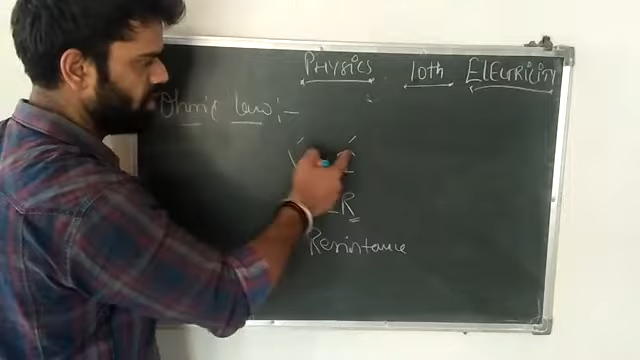 PHYSICS 10th ELECTRICITY
Ohm's law :-
V
R
Resistance